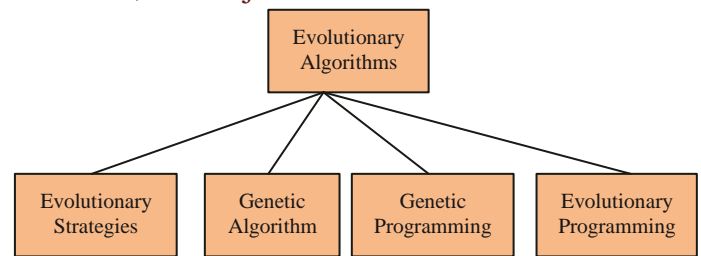 Evolutionary
Algorithms
Evolutionary
Strategies
Genetic
Algorithm
Genetic
Programming
Evolutionary
Programming